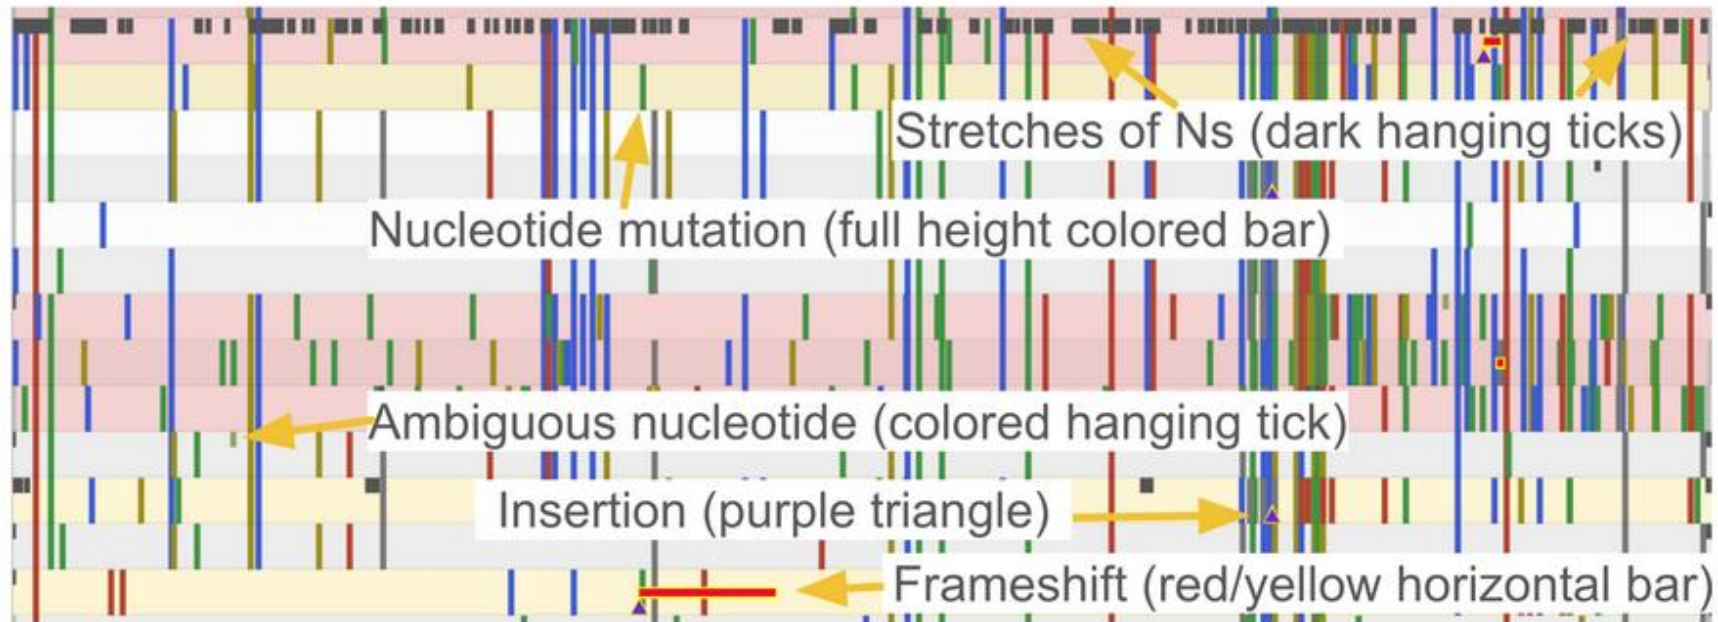 Stretches of Ns (dark hanging ticks)
Nucleotide mutation (full height colored bar)
Ambiguous nucleotide (colored hanging tick)
Insertion (purple triangle)
Frameshift (red/yellow horizontal bar)